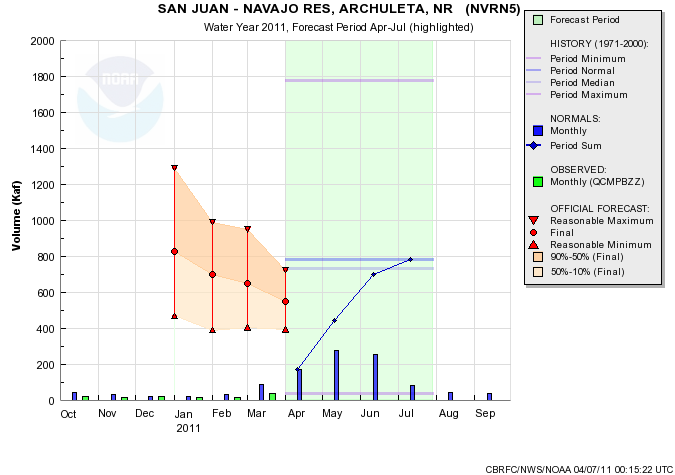 SAN JUAN - NAVAJO RES, ARCHULETA, NR (NVRN5)
Water Year 2011, Forecast Period Apr-Jul (highlighted)
NOAA
Volume (Kaf)
2000
1800
1600
1400
1200
1000
800
600
400
200
0
Oct Nov Dec Jan Feb Mar Apr May Jun Jul Aug Sep
2011
Forecast Period
HISTORY (1971-2000):
Period Minimum
Period Normal
Period Median
Period Maximum
NORMALS:
Monthly
Period Sum
OBSERVED:
Monthly (QCMPBZZ)
OFFICIAL FORECAST:
Reasonable Maximum
Final
Reasonable Minimum
90%-50% (Final)
50%-10% (Final)
CBRFC/NWS/NOAA 04/07/11 00:15:22 UTC